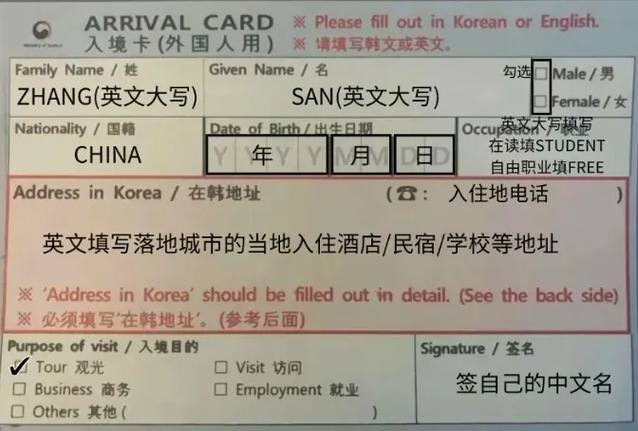 Ministry of Justice
ARRIVAL CARD
入境卡(外国人用)
※ Please fill out in Korean or English.
※ 请填写韩文或英文。
Family Name / 姓
ZHANG(英文大写)
Given Name / 名
SAN(英文大写)
勾选
Male / 男
Female / 女
Nationality / 国籍
CHINA
Date of Birth / 出生日期
YYYY MM DD
年 月 日
Occupation / 职业
英文大写填写
在读填STUDENT
自由职业填FREE
Address in Korea / 在韩地址
(☎: 入住地电话 )
英文填写落地城市的当地入住酒店/民宿/学校等地址
※ 'Address in Korea' should be filled out in detail. (See the back side)
※ 必须填写'在韩地址'。(参考后面)
Purpose of visit / 入境目的
✓ Tour 观光
□ Visit 访问
□ Business 商务
□ Employment 就业
□ Others 其他 ( )
Signature / 签名
签自己的中文名